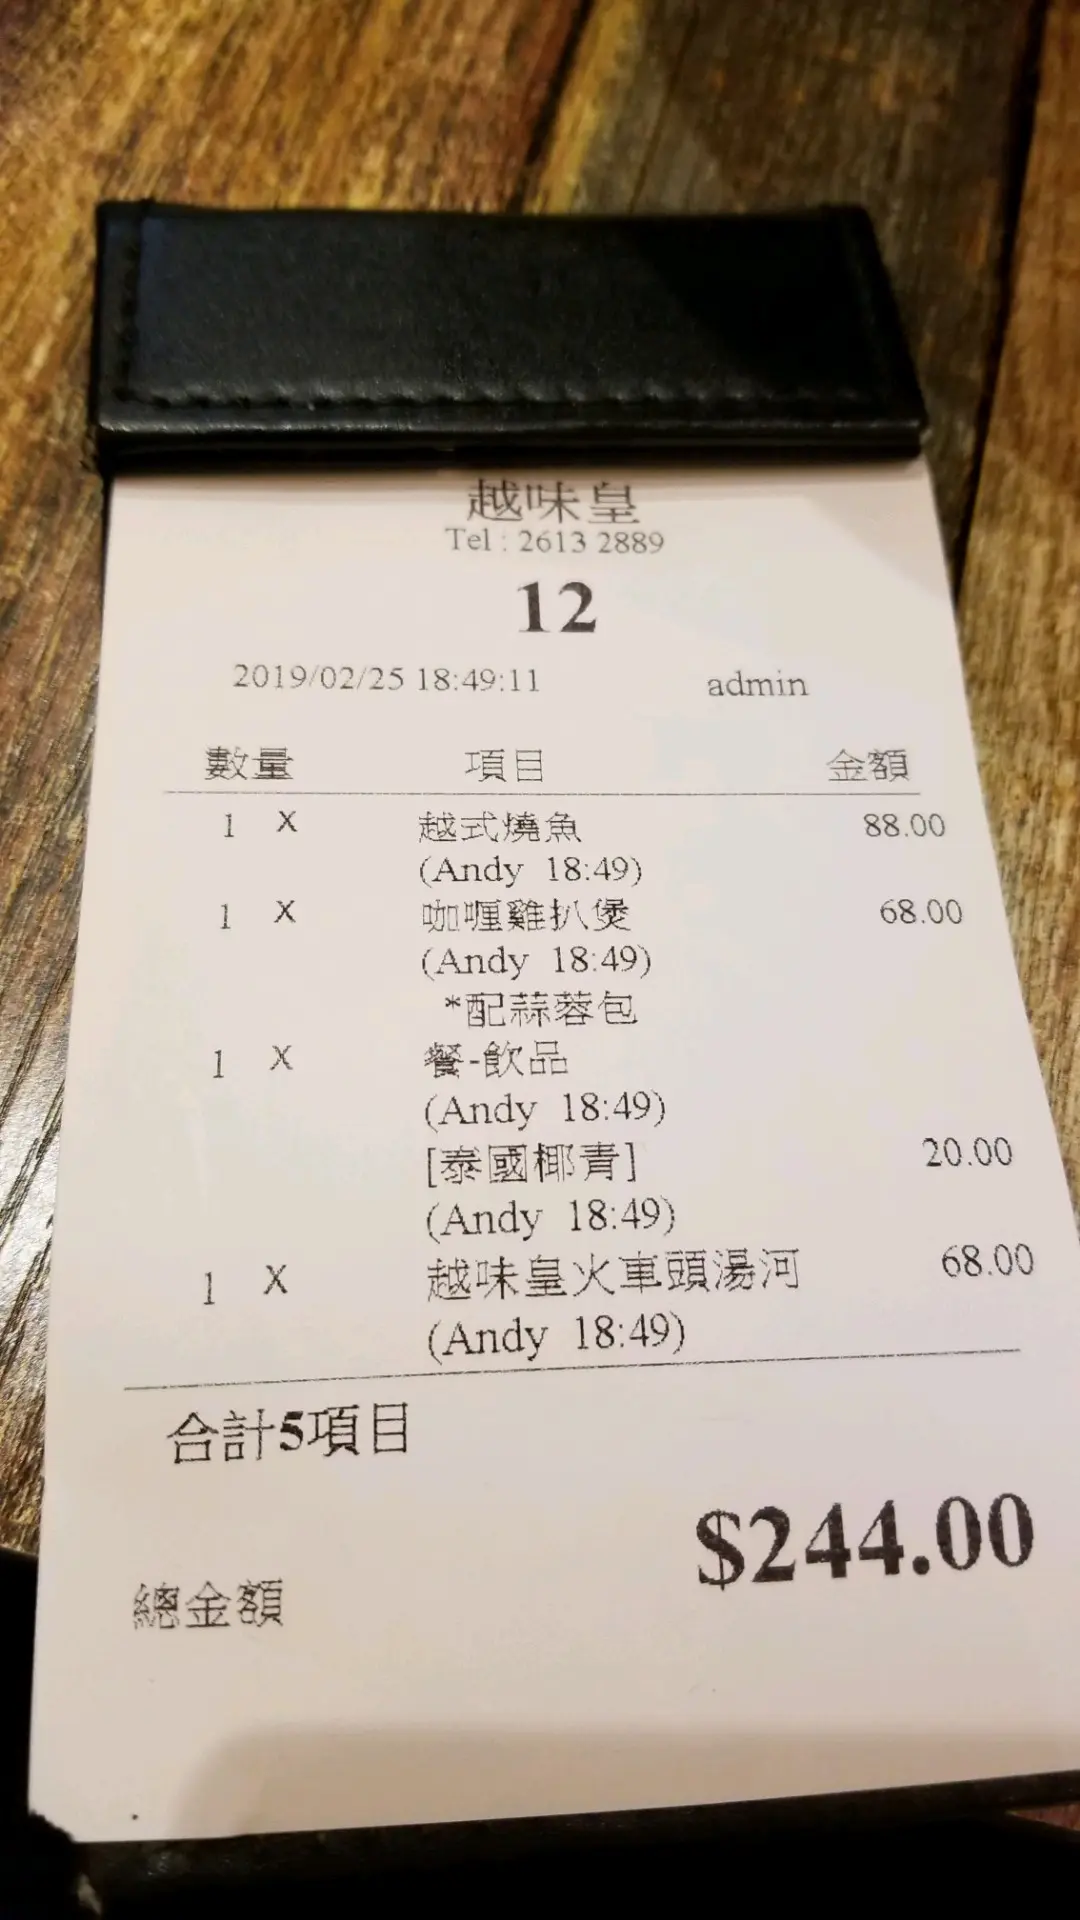 越味皇
Tel : 2613 2889
12
2019/02/25 18:49:11 admin
數量 項目 金額
1 X 越式燒魚 88.00
(Andy 18:49)
1 X 咖喱雞扒煲 68.00
(Andy 18:49)
*配蒜蓉包
1 X 餐-飲品
(Andy 18:49)
[泰國椰青] 20.00
(Andy 18:49)
1 X 越味皇火車頭湯河 68.00
(Andy 18:49)
合計5項目
$244.00
總金額